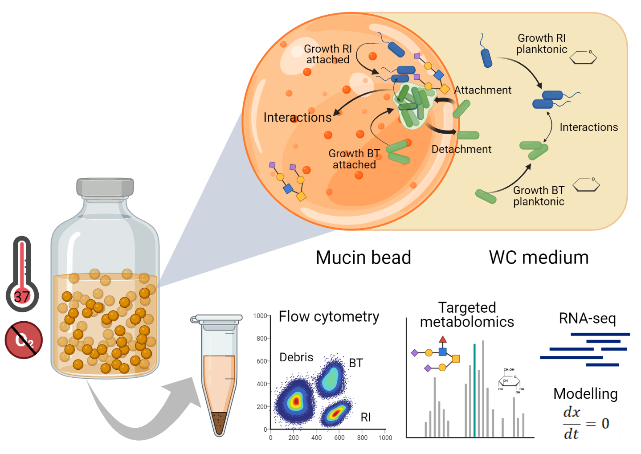 Growth RI
attached
Growth RI
planktonic
Attachment
Interactions
Interactions
Detachment
Growth BT
attached
Growth BT
planktonic
Mucin bead
WC medium
37
O2
Flow cytometry
1000
800
600
400
200
0
0
200
400
600
800
1000
Debris
BT
RI
Targeted
metabolomics
RNA-seq
Modelling
dx
dt
= 0